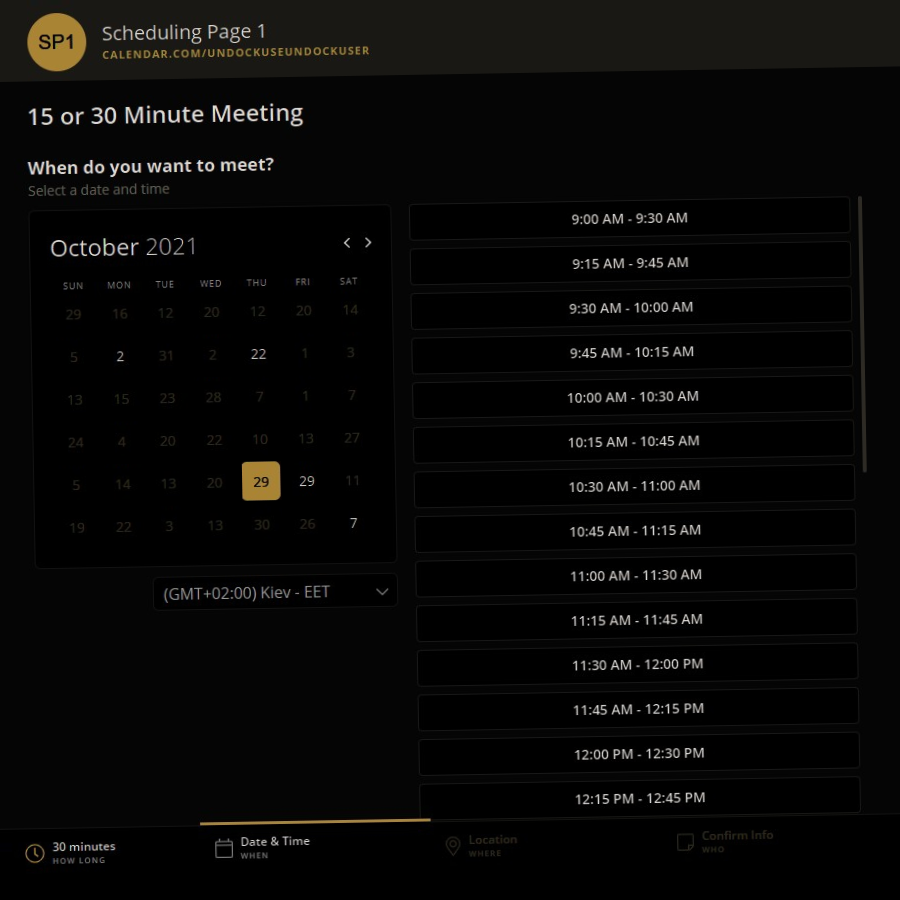 SP1
Scheduling Page 1
CALENDAR.COM/UNDOCKUSEUNDOCKUSER
15 or 30 Minute Meeting
When do you want to meet?
Select a date and time
October 2021
SUN MON TUE WED THU FRI SAT
29 16 12 20 12 20 14
5 2 31 2 22 1 3
13 15 23 28 7 1 7
24 4 20 22 10 13 27
5 14 13 20 29 29 11
19 22 3 13 30 26 7
(GMT+02:00) Kiev - EET
9:00 AM - 9:30 AM
9:15 AM - 9:45 AM
9:30 AM - 10:00 AM
9:45 AM - 10:15 AM
10:00 AM - 10:30 AM
10:15 AM - 10:45 AM
10:30 AM - 11:00 AM
10:45 AM - 11:15 AM
11:00 AM - 11:30 AM
11:15 AM - 11:45 AM
11:30 AM - 12:00 PM
11:45 AM - 12:15 PM
12:00 PM - 12:30 PM
12:15 PM - 12:45 PM
30 minutes
HOW LONG
Date & Time
WHEN
Location
WHERE
Confirm Info
WHO